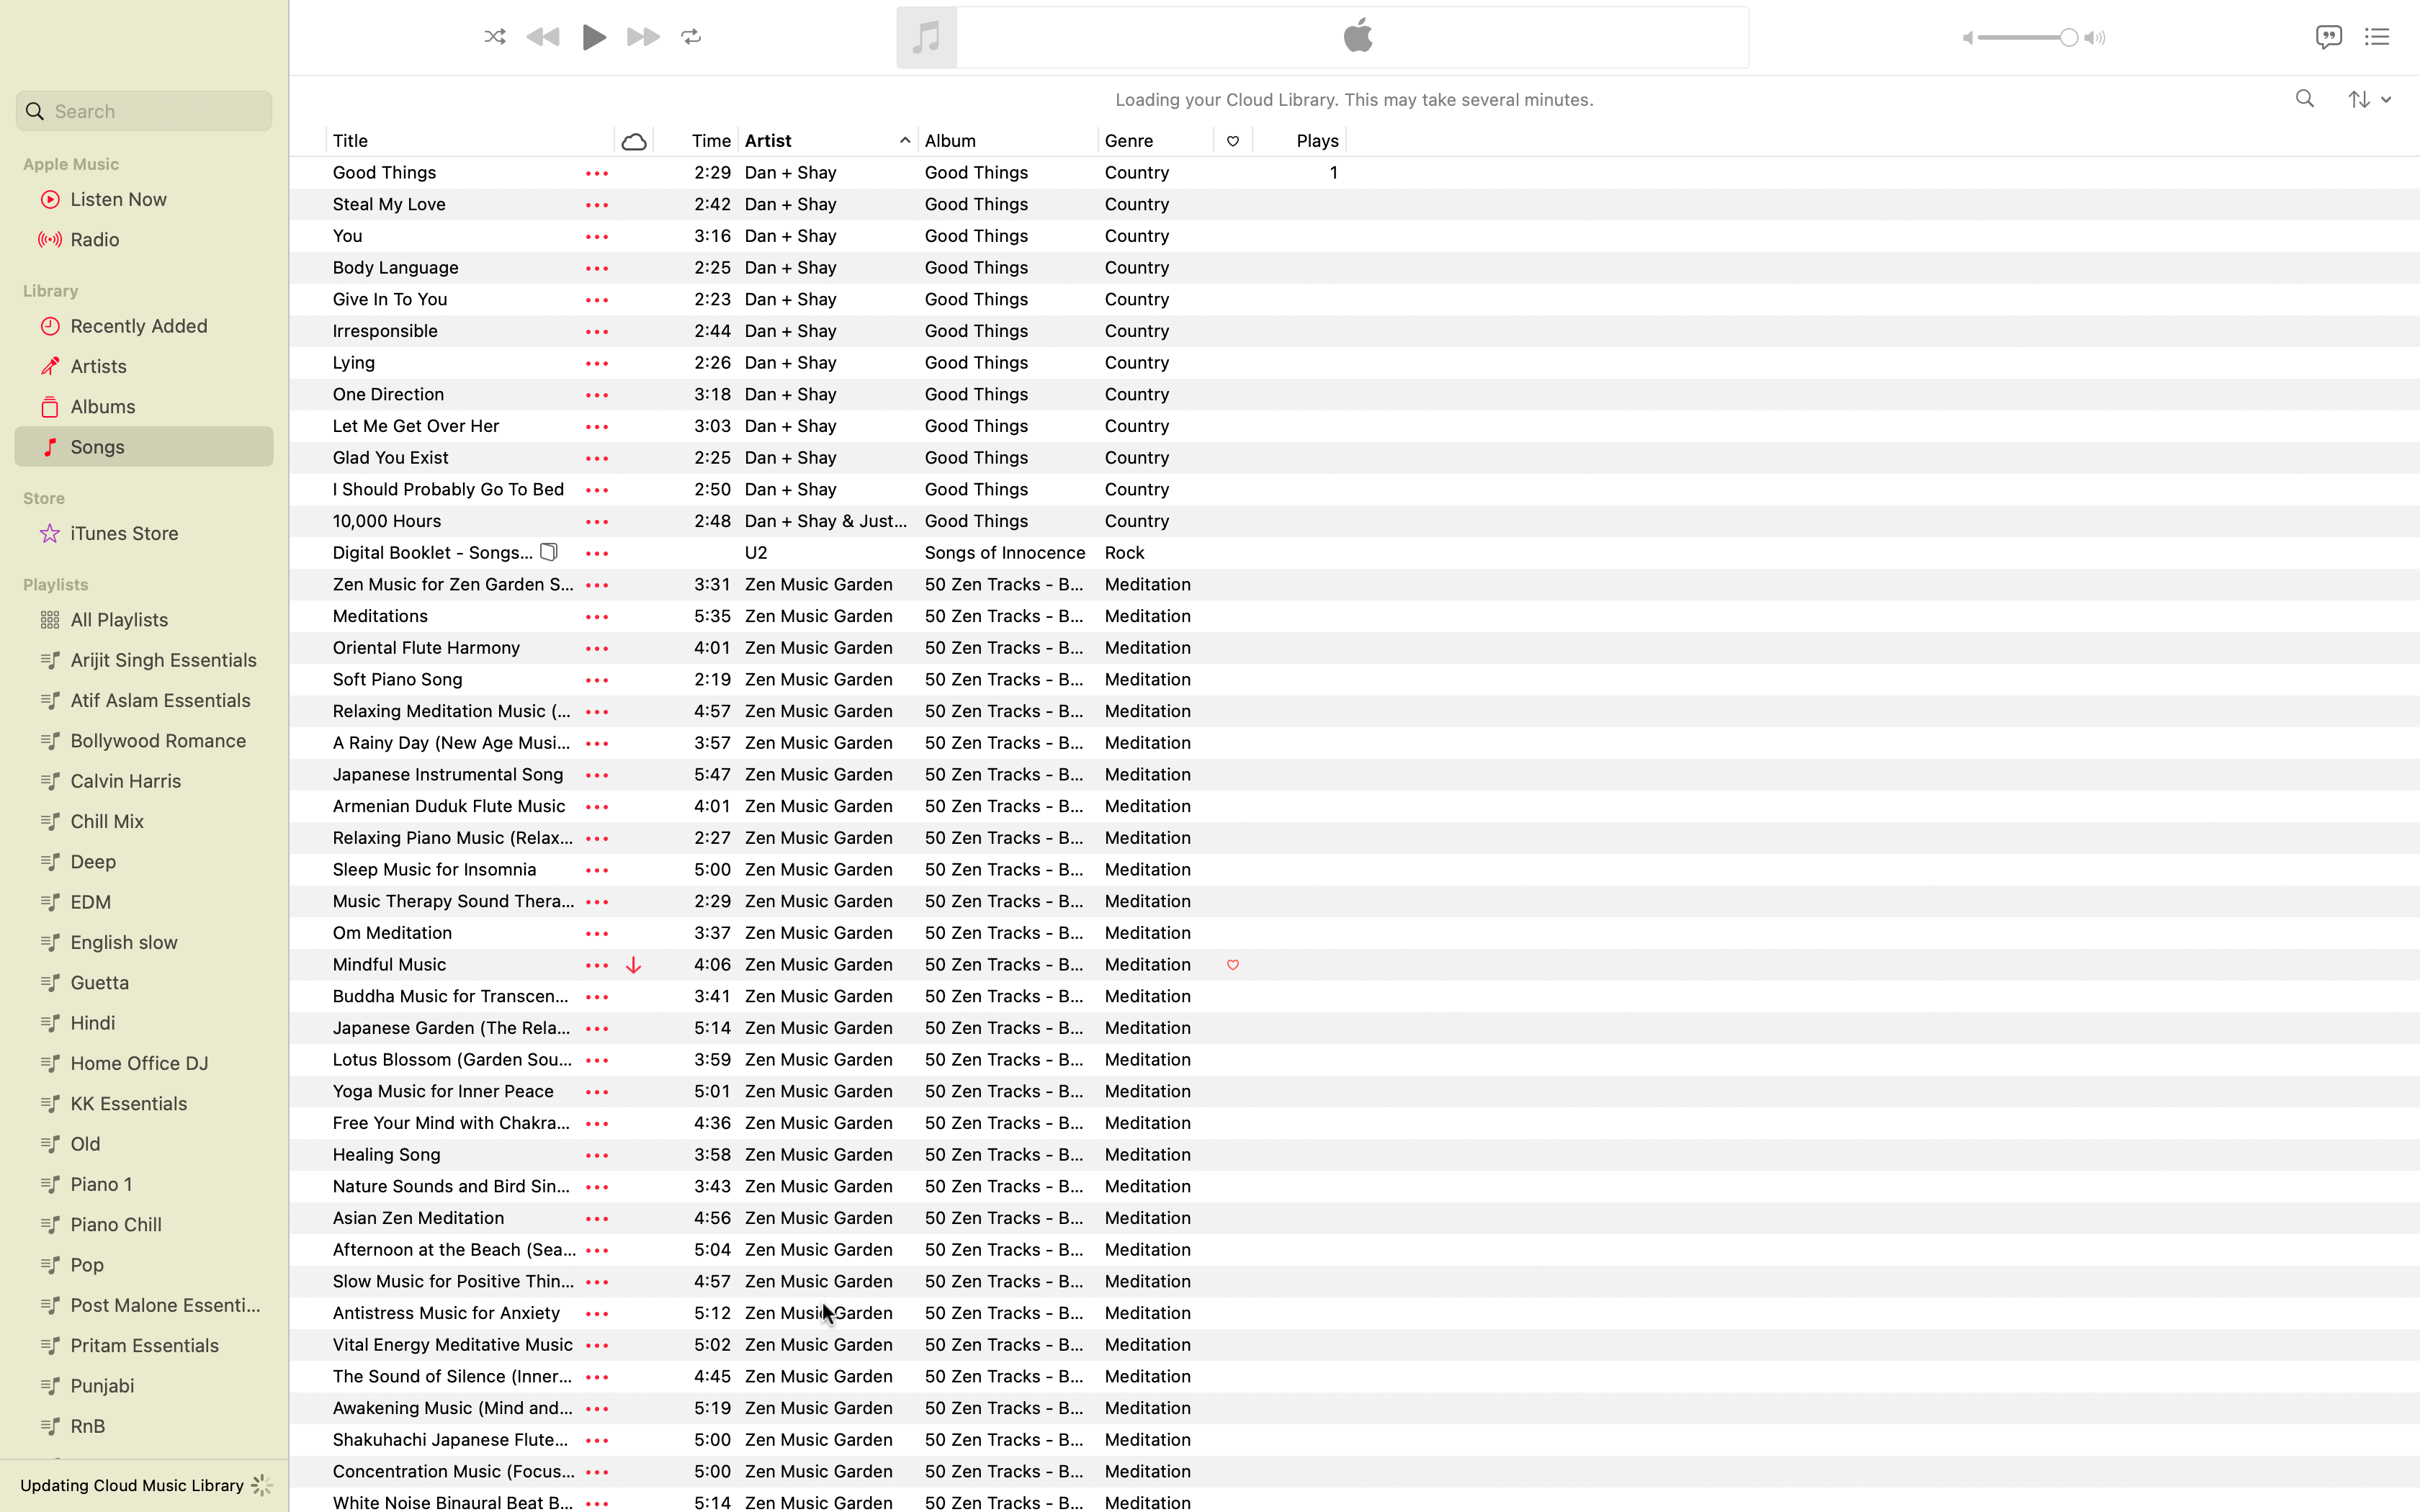 Search
Apple Music
Listen Now
Radio
Library
Recently Added
Artists
Albums
Songs
Store
iTunes Store
Playlists
All Playlists
Arijit Singh Essentials
Atif Aslam Essentials
Bollywood Romance
Calvin Harris
Chill Mix
Deep
EDM
English slow
Guetta
Hindi
Home Office DJ
KK Essentials
Old
Piano 1
Piano Chill
Pop
Post Malone Essenti...
Pritam Essentials
Punjabi
RnB
Updating Cloud Music Library
Loading your Cloud Library. This may take several minutes.
Title Time Artist Album Genre Plays
Good Things 2:29 Dan + Shay Good Things Country 1
Steal My Love 2:42 Dan + Shay Good Things Country
You 3:16 Dan + Shay Good Things Country
Body Language 2:25 Dan + Shay Good Things Country
Give In To You 2:23 Dan + Shay Good Things Country
Irresponsible 2:44 Dan + Shay Good Things Country
Lying 2:26 Dan + Shay Good Things Country
One Direction 3:18 Dan + Shay Good Things Country
Let Me Get Over Her 3:03 Dan + Shay Good Things Country
Glad You Exist 2:25 Dan + Shay Good Things Country
I Should Probably Go To Bed 2:50 Dan + Shay Good Things Country
10,000 Hours 2:48 Dan + Shay & Just... Good Things Country
Digital Booklet - Songs... U2 Songs of Innocence Rock
Zen Music for Zen Garden S... 3:31 Zen Music Garden 50 Zen Tracks - B... Meditation
Meditations 5:35 Zen Music Garden 50 Zen Tracks - B... Meditation
Oriental Flute Harmony 4:01 Zen Music Garden 50 Zen Tracks - B... Meditation
Soft Piano Song 2:19 Zen Music Garden 50 Zen Tracks - B... Meditation
Relaxing Meditation Music (... 4:57 Zen Music Garden 50 Zen Tracks - B... Meditation
A Rainy Day (New Age Musi... 3:57 Zen Music Garden 50 Zen Tracks - B... Meditation
Japanese Instrumental Song 5:47 Zen Music Garden 50 Zen Tracks - B... Meditation
Armenian Duduk Flute Music 4:01 Zen Music Garden 50 Zen Tracks - B... Meditation
Relaxing Piano Music (Relax... 2:27 Zen Music Garden 50 Zen Tracks - B... Meditation
Sleep Music for Insomnia 5:00 Zen Music Garden 50 Zen Tracks - B... Meditation
Music Therapy Sound Thera... 2:29 Zen Music Garden 50 Zen Tracks - B... Meditation
Om Meditation 3:37 Zen Music Garden 50 Zen Tracks - B... Meditation
Mindful Music 4:06 Zen Music Garden 50 Zen Tracks - B... Meditation
Buddha Music for Transcen... 3:41 Zen Music Garden 50 Zen Tracks - B... Meditation
Japanese Garden (The Rela... 5:14 Zen Music Garden 50 Zen Tracks - B... Meditation
Lotus Blossom (Garden Sou... 3:59 Zen Music Garden 50 Zen Tracks - B... Meditation
Yoga Music for Inner Peace 5:01 Zen Music Garden 50 Zen Tracks - B... Meditation
Free Your Mind with Chakra... 4:36 Zen Music Garden 50 Zen Tracks - B... Meditation
Healing Song 3:58 Zen Music Garden 50 Zen Tracks - B... Meditation
Nature Sounds and Bird Sin... 3:43 Zen Music Garden 50 Zen Tracks - B... Meditation
Asian Zen Meditation 4:56 Zen Music Garden 50 Zen Tracks - B... Meditation
Afternoon at the Beach (Sea... 5:04 Zen Music Garden 50 Zen Tracks - B... Meditation
Slow Music for Positive Thin... 4:57 Zen Music Garden 50 Zen Tracks - B... Meditation
Antistress Music for Anxiety 5:12 Zen Music Garden 50 Zen Tracks - B... Meditation
Vital Energy Meditative Music 5:02 Zen Music Garden 50 Zen Tracks - B... Meditation
The Sound of Silence (Inner... 4:45 Zen Music Garden 50 Zen Tracks - B... Meditation
Awakening Music (Mind and... 5:19 Zen Music Garden 50 Zen Tracks - B... Meditation
Shakuhachi Japanese Flute... 5:00 Zen Music Garden 50 Zen Tracks - B... Meditation
Concentration Music (Focus... 5:00 Zen Music Garden 50 Zen Tracks - B... Meditation
White Noise Binaural Beat B... 5:14 Zen Music Garden 50 Zen Tracks - B... Meditation